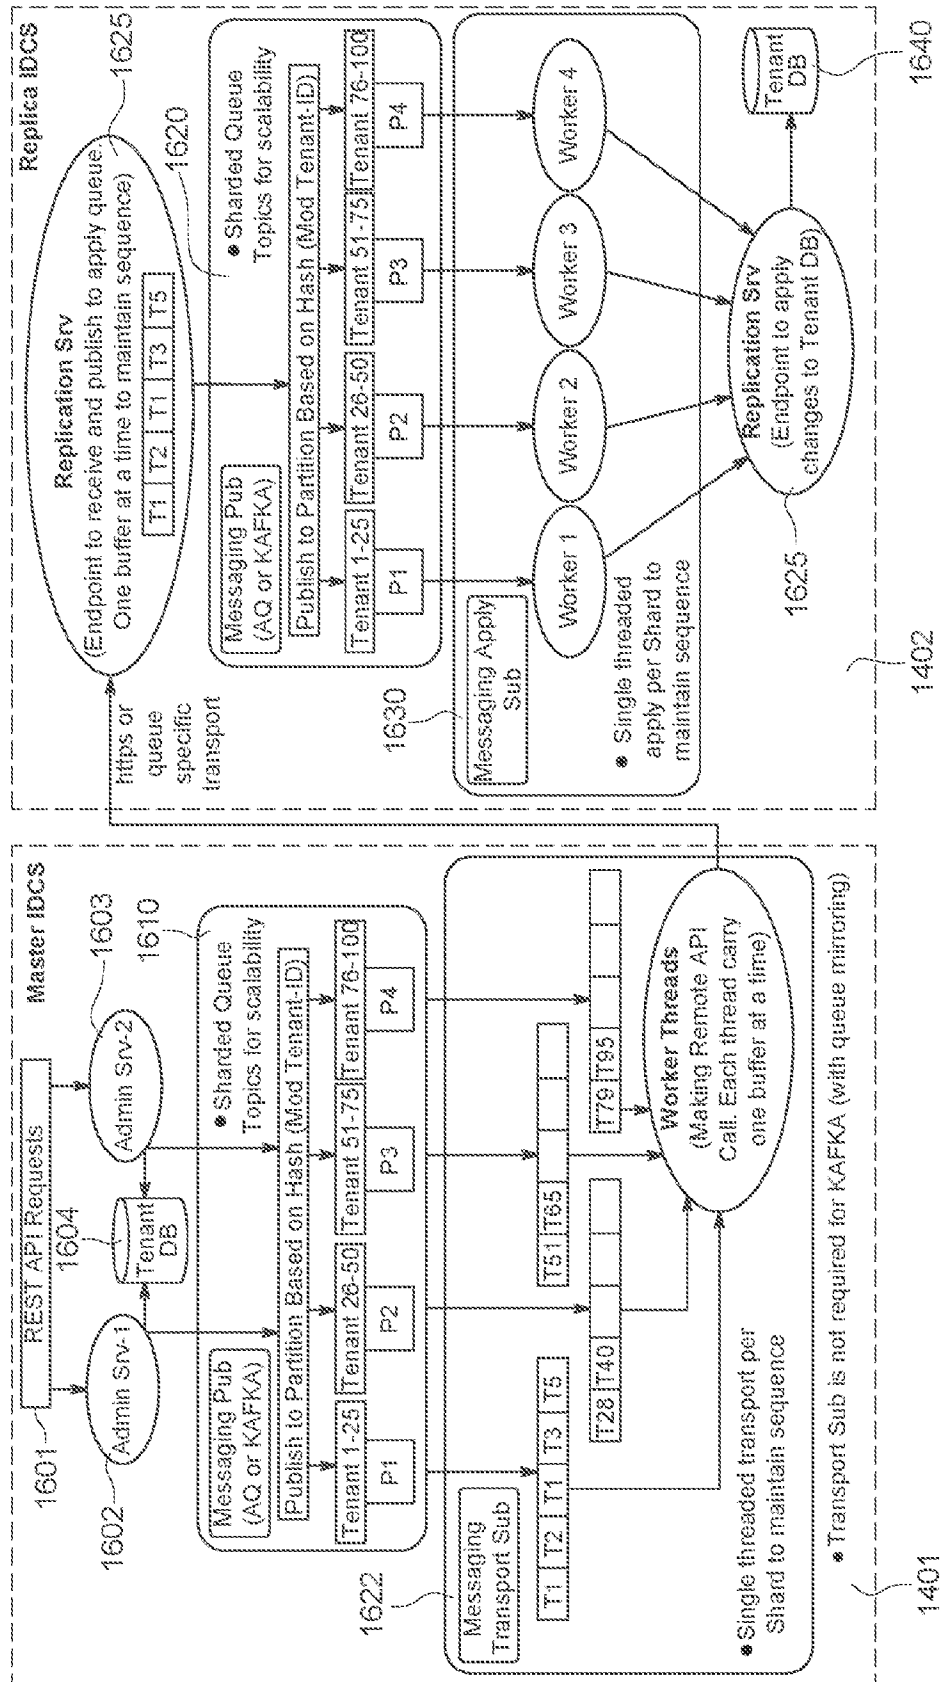 Master IDCS
1601
REST API Requests
1602
Admin Srv-1
1604
Tenant
DB
Admin Srv-2
1603
1610
Messaging Pub
(AQ or KAFKA)
● Sharded Queue
Topics for scalability
Publish to Partition Based on Hash (Mod Tenant-ID)
Tenant 1-25
Tenant 26-50
Tenant 51-75
Tenant 76-100
P1
P2
P3
P4
1622
Messaging
Transport Sub
T1 T2 T1 T3 T5
T28 T40
T51 T65
T79 T95
Worker Threads
(Making Remote API
Call. Each thread carry
one buffer at a time)
● Single threaded transport per
Shard to maintain sequence
● Transport Sub is not required for KAFKA (with queue mirroring)
1401
Replica IDCS
https or
queue
specific
transport
Replication Srv
(Endpoint to receive and publish to apply queue.
One buffer at a time to maintain sequence)
T1 T2 T1 T3 T5
1625
1620
Messaging Pub
(AQ or KAFKA)
● Sharded Queue
Topics for scalability
Publish to Partition Based on Hash (Mod Tenant-ID)
Tenant 1-25
Tenant 26-50
Tenant 51-75
Tenant 76-100
P1
P2
P3
P4
1630
Messaging Apply
Sub
Worker 1
Worker 2
Worker 3
Worker 4
● Single threaded
apply per Shard to
maintain sequence
Replication Srv
(Endpoint to apply
changes to Tenant DB)
1625
Tenant
DB
1640
1402